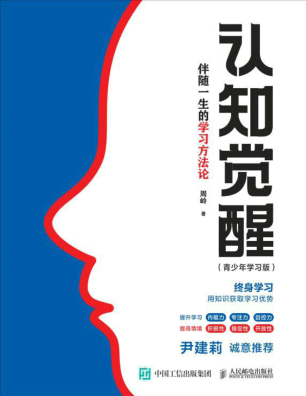 认知觉醒
(青少年学习版)
伴随一生的学习方法论
周岭 著
终身学习
用知识获取学习优势
提升学习 内能力 专注力 自控力
提高情绪 积极性 稳定性 开放性
尹建莉 诚意推荐
中国工信出版集团
人民邮电出版社